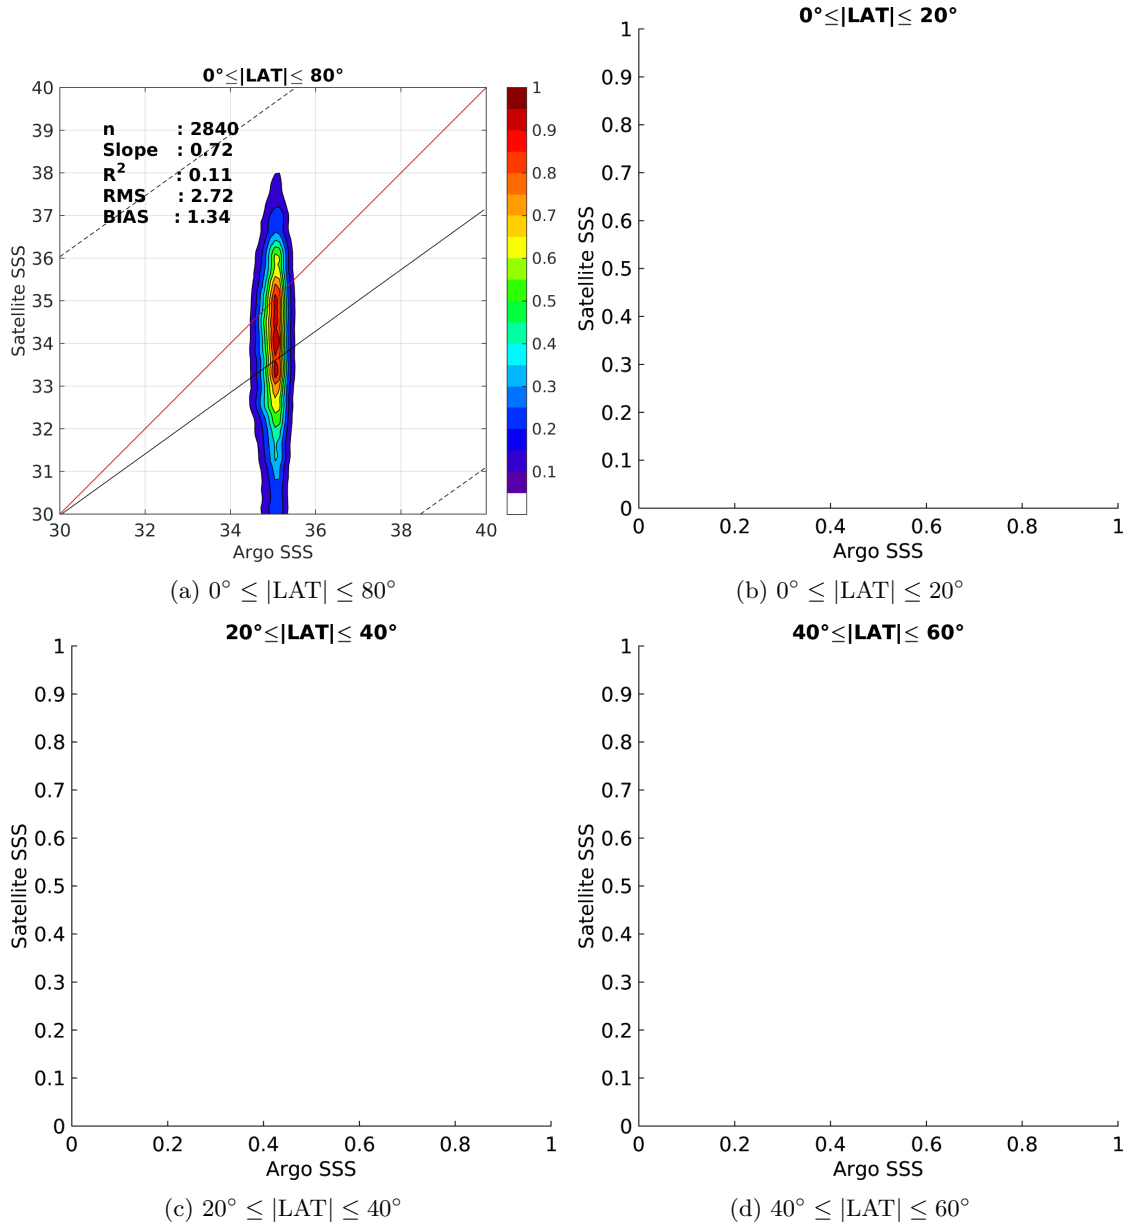 0°≤|LAT|≤ 80°
40
39
38
37
36
35
34
33
32
31
30
Satellite SSS
n : 2840
Slope : 0.72
R² : 0.11
RMS : 2.72
BIAS : 1.34
30 32 34 36 38 40
Argo SSS
1
0.9
0.8
0.7
0.6
0.5
0.4
0.3
0.2
0.1
(a) 0° ≤ |LAT| ≤ 80°
0°≤|LAT|≤ 20°
1
0.9
0.8
0.7
0.6
0.5
0.4
0.3
0.2
0.1
0
Satellite SSS
0 0.2 0.4 0.6 0.8 1
Argo SSS
(b) 0° ≤ |LAT| ≤ 20°
20°≤|LAT|≤ 40°
1
0.9
0.8
0.7
0.6
0.5
0.4
0.3
0.2
0.1
0
Satellite SSS
0 0.2 0.4 0.6 0.8 1
Argo SSS
(c) 20° ≤ |LAT| ≤ 40°
40°≤|LAT|≤ 60°
1
0.9
0.8
0.7
0.6
0.5
0.4
0.3
0.2
0.1
0
Satellite SSS
0 0.2 0.4 0.6 0.8 1
Argo SSS
(d) 40° ≤ |LAT| ≤ 60°